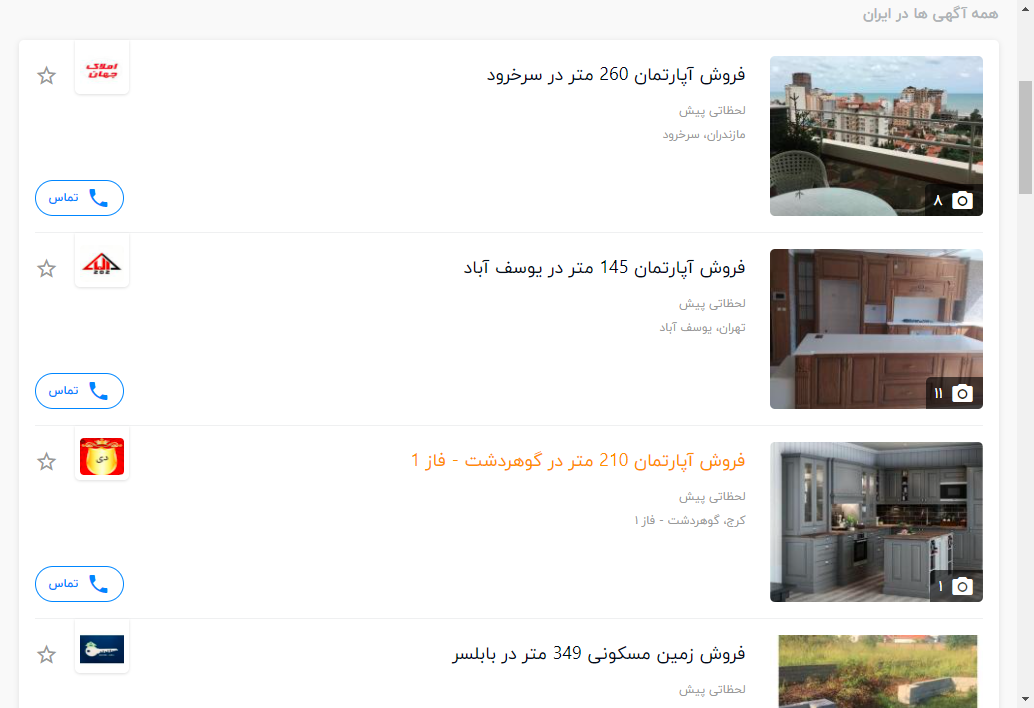 همه آگهی ها در ایران
فروش آپارتمان 260 متر در سرخرود
لحظاتی پیش
مازندران، سرخرود
۸
املاک جهان
تماس
فروش آپارتمان 145 متر در یوسف آباد
لحظاتی پیش
تهران، یوسف آباد
۱۱
تماس
فروش آپارتمان 210 متر در گوهردشت - فاز 1
لحظاتی پیش
کرج، گوهردشت - فاز ۱
۱
دی
تماس
فروش زمین مسکونی 349 متر در بابلسر
لحظاتی پیش